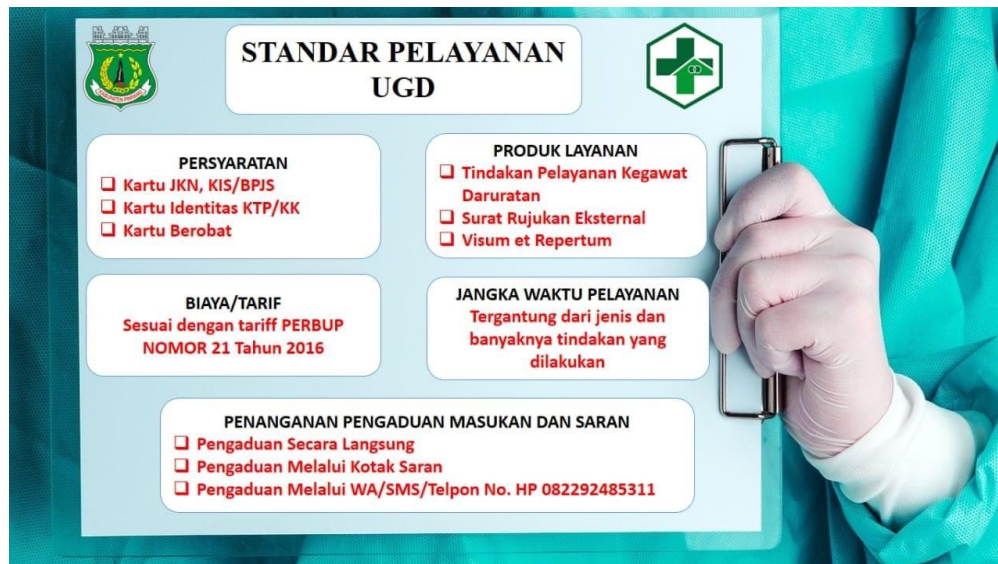 STANDAR PELAYANAN
UGD
KABUPATEN PINRANG
PERSYARATAN
❑ Kartu JKN, KIS/BPJS
❑ Kartu Identitas KTP/KK
❑ Kartu Berobat
PRODUK LAYANAN
❑ Tindakan Pelayanan Kegawat
Daruratan
❑ Surat Rujukan Eksternal
❑ Visum et Repertum
BIAYA/TARIF
Sesuai dengan tariff PERBUP
NOMOR 21 Tahun 2016
JANGKA WAKTU PELAYANAN
Tergantung dari jenis dan
banyaknya tindakan yang
dilakukan
PENANGANAN PENGADUAN MASUKAN DAN SARAN
❑ Pengaduan Secara Langsung
❑ Pengaduan Melalui Kotak Saran
❑ Pengaduan Melalui WA/SMS/Telpon No. HP 082292485311